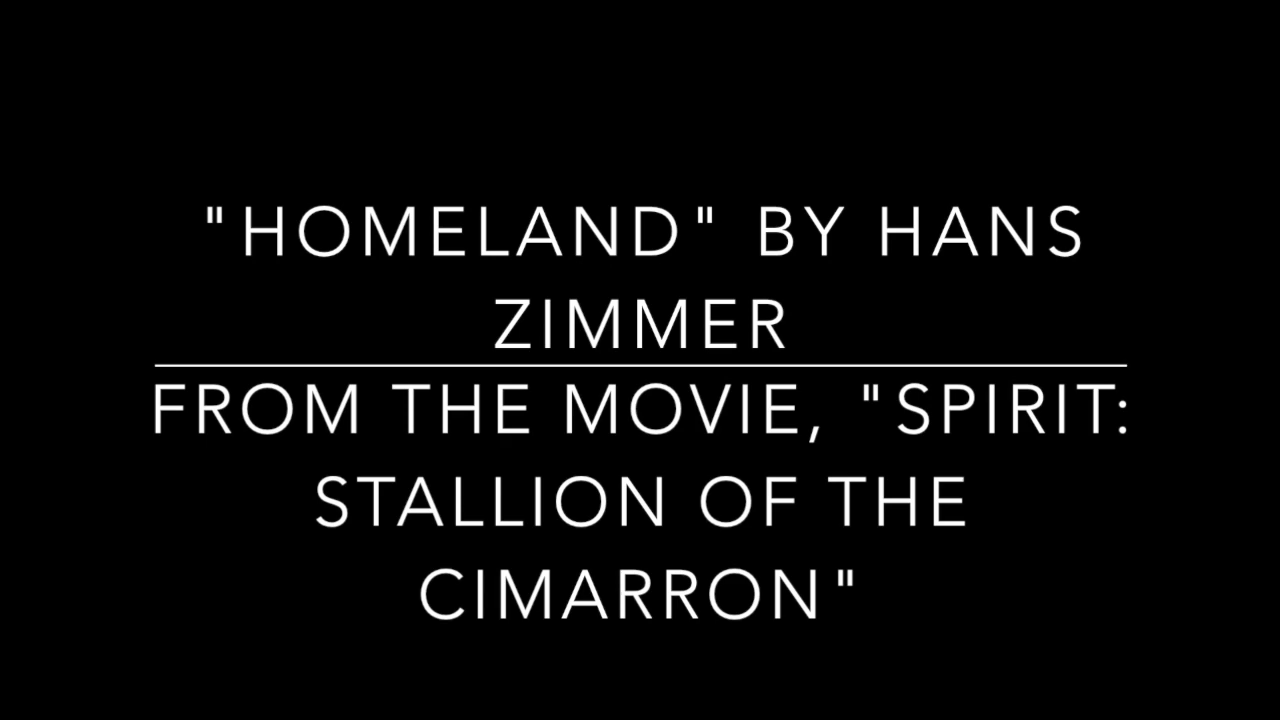 "HOMELAND" BY HANS
ZIMMER
FROM THE MOVIE, "SPIRIT:
STALLION OF THE
CIMARRON"